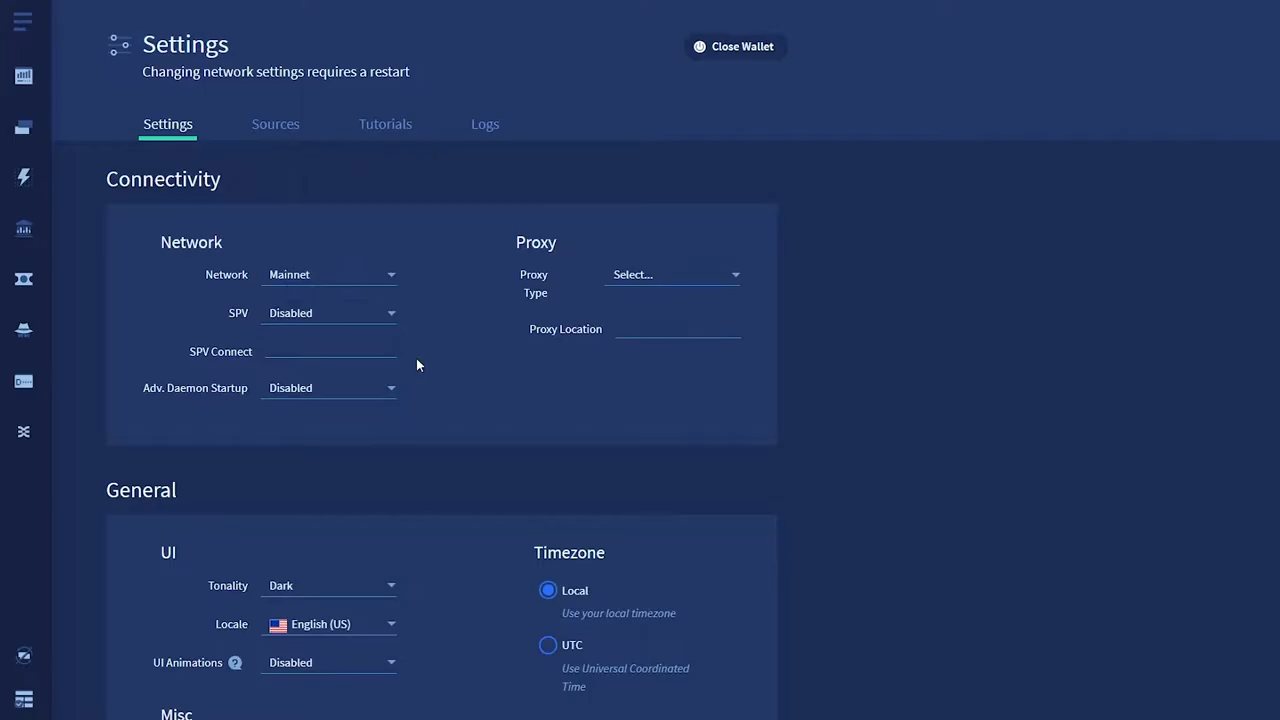 Settings
Close Wallet
Changing network settings requires a restart
Settings Sources Tutorials Logs
Connectivity
Network
Network Mainnet
SPV Disabled
SPV Connect
Adv. Daemon Startup Disabled
Proxy
Proxy
Type
Select...
Proxy Location
General
UI
Tonality Dark
Locale English (US)
UI Animations ? Disabled
Timezone
Local
Use your local timezone
UTC
Use Universal Coordinated
Time
Misc